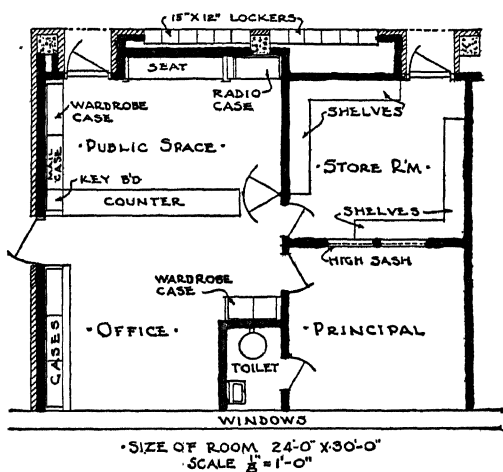 15"X12" LOCKERS
SEAT
RADIO
CASE
WARDROBE
CASE
SHELVES
MAIL
CASE
·PUBLIC SPACE·
·STORE R'M·
KEY B'D
COUNTER
SHELVES
HIGH SASH
WARDROBE
CASE
·OFFICE·
·PRINCIPAL
CASES
TOILET
WINDOWS
·SIZE OF ROOM 24'-0" X 30'-0"
·SCALE 1/8"=1'-0"